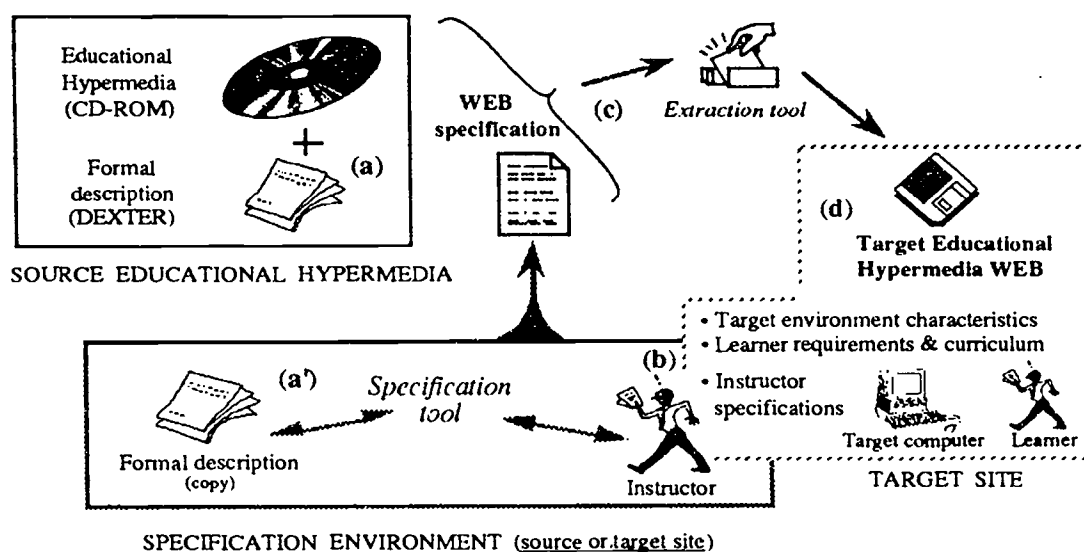 Educational
Hypermedia
(CD-ROM)
+
Formal
description
(DEXTER)
(a)
SOURCE EDUCATIONAL HYPERMEDIA
WEB
specification
(c)
Extraction tool
(d)
Target Educational
Hypermedia WEB
• Target environment characteristics
• Learner requirements & curriculum
• Instructor
specifications
Target computer
Learner
TARGET SITE
(a')
Specification
tool
(b)
Formal description
(copy)
Instructor
SPECIFICATION ENVIRONMENT (source or target site)